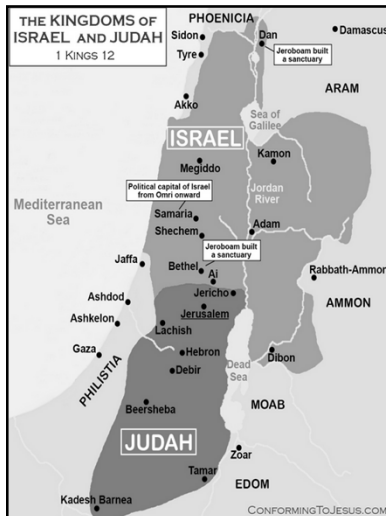 THE KINGDOMS OF
ISRAEL AND JUDAH
1 KINGS 12
PHOENICIA
Sidon
Dan
Damascus
Jeroboam built
a sanctuary
Tyre
ARAM
Akko
Sea of
Galilee
ISRAEL
Megiddo
Kamon
Mediterranean
Sea
Political capital of Israel
from Omri onward
Jordan
River
Samaria
Shechem
Adam
Jeroboam built
a sanctuary
Jaffa
Bethel
Ai
Rabbath-Ammon
Jericho
Ashdod
AMMON
Jerusalem
Ashkelon
Lachish
Gaza
Hebron
Dibon
PHILISTIA
Debir
Dead
Sea
Beersheba
MOAB
JUDAH
Zoar
Tamar
EDOM
Kadesh Barnea
CONFORMINGTOJESUS.COM